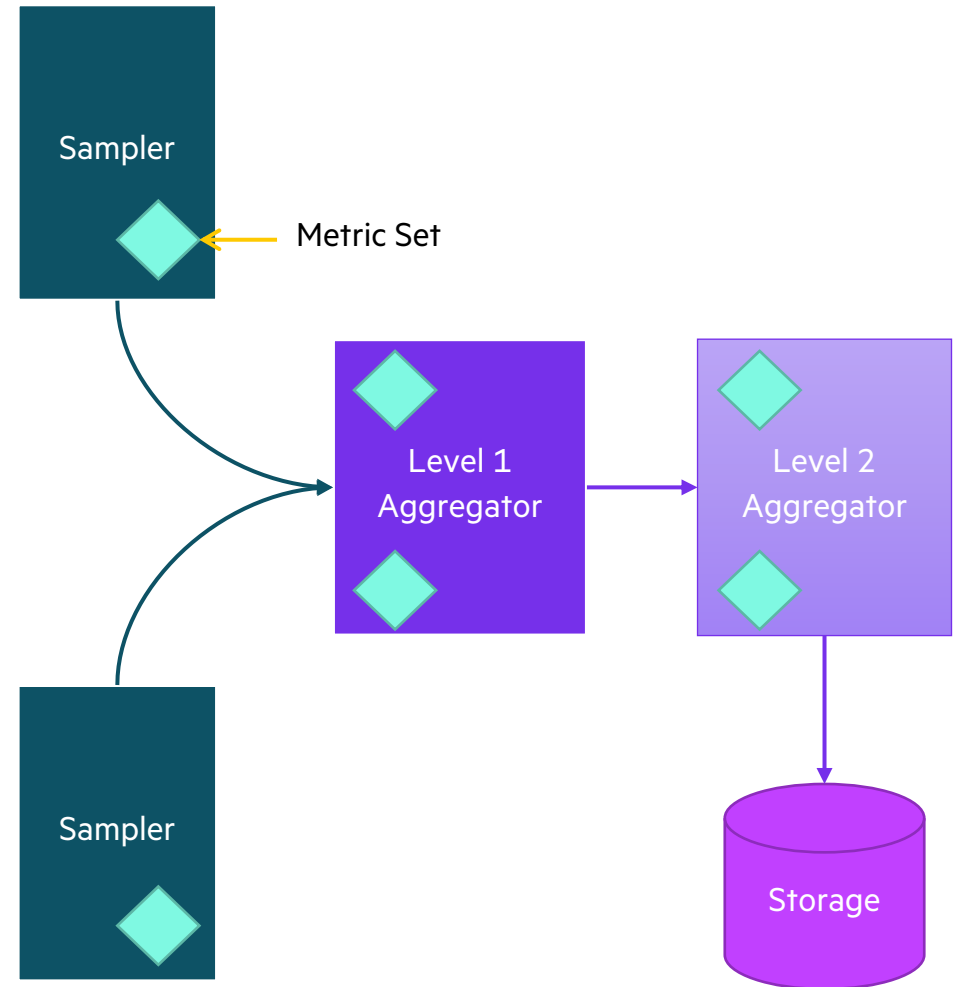 Sampler
Metric Set
Level 1
Aggregator
Level 2
Aggregator
Sampler
Storage